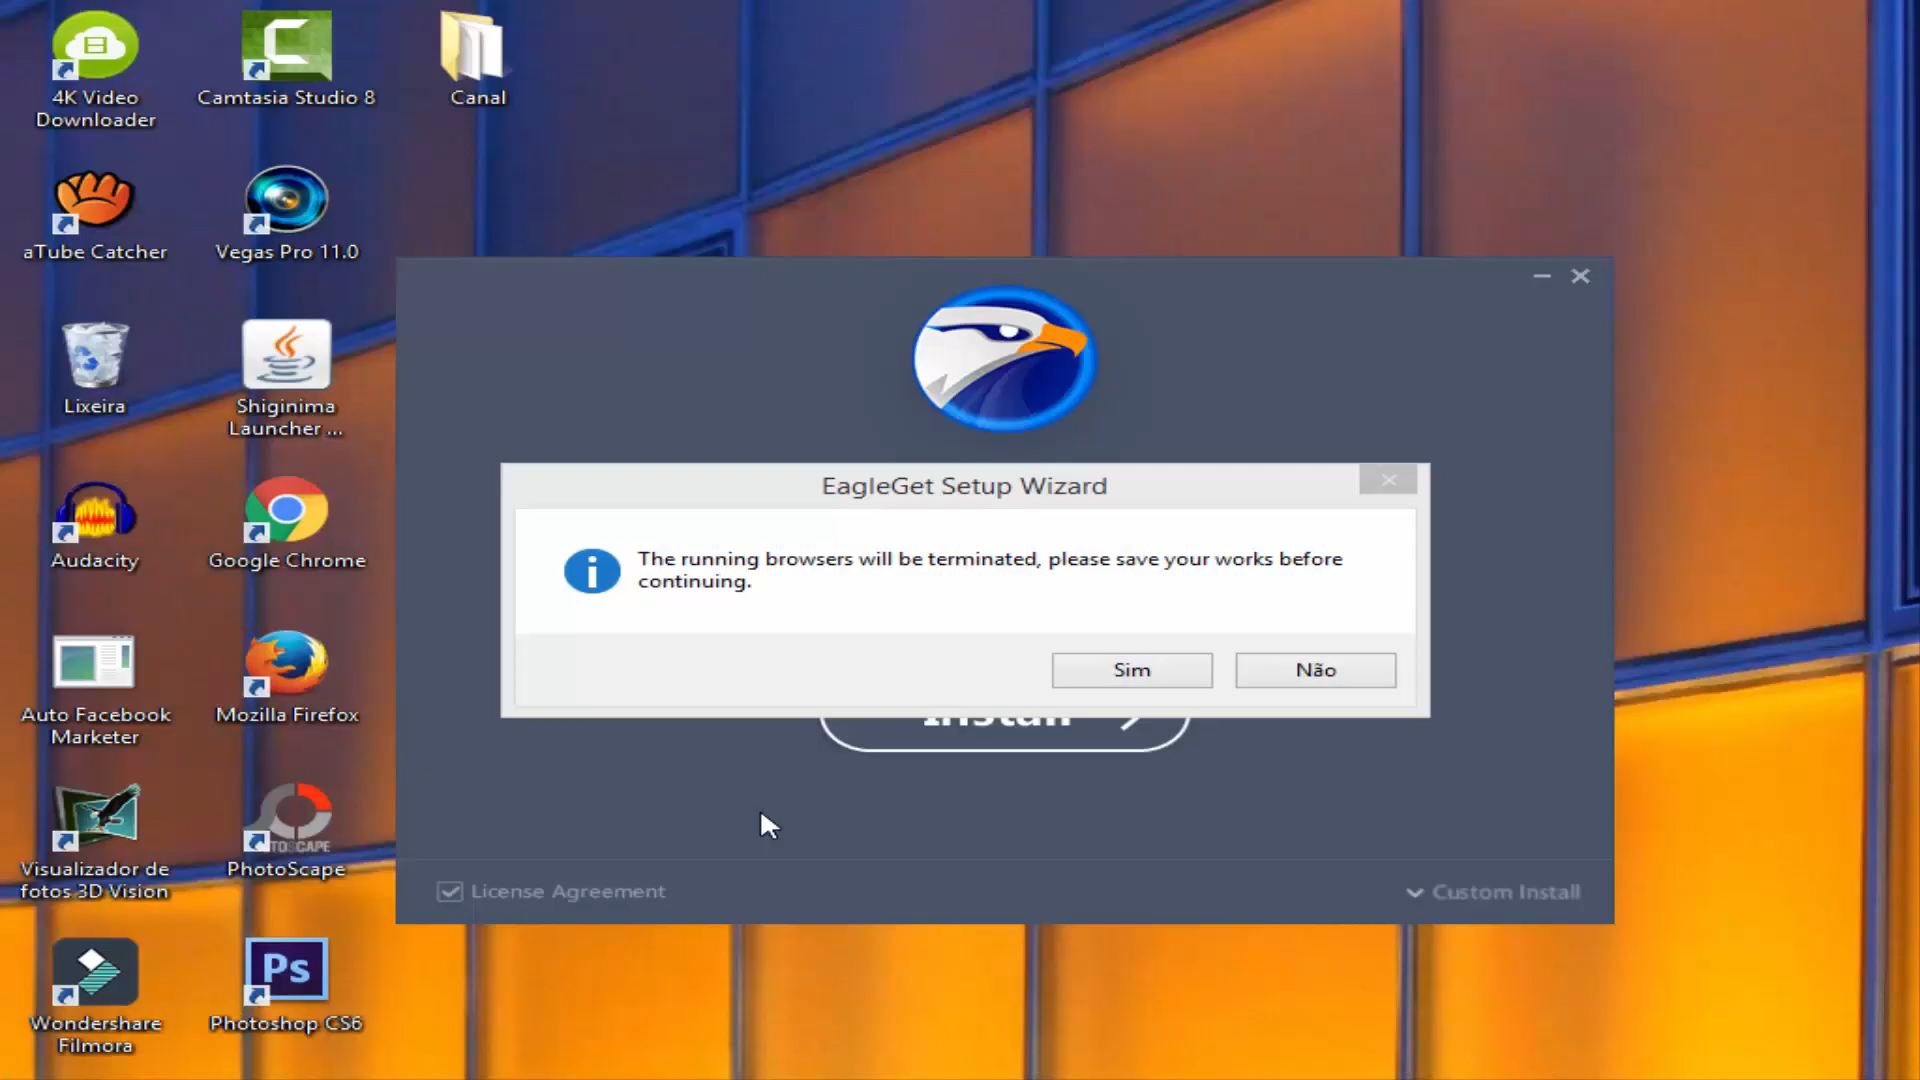 4K Video
Downloader
Camtasia Studio 8
Canal
aTube Catcher
Vegas Pro 11.0
Lixeira
Shiginima
Launcher ...
Audacity
Google Chrome
Auto Facebook
Marketer
Mozilla Firefox
Visualizador de
fotos 3D Vision
PhotoScape
Wondershare
Filmora
Ps
Photoshop CS6
EagleGet Setup Wizard
The running browsers will be terminated, please save your works before
continuing.
Sim
Não
Install
License Agreement
Custom Install